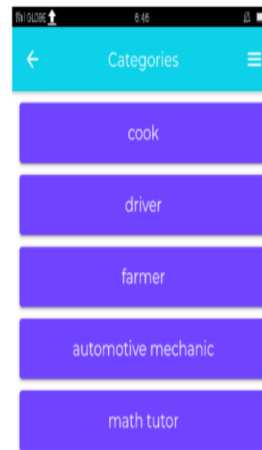 GLOBE
6:46
Categories
cook
driver
farmer
automotive mechanic
math tutor